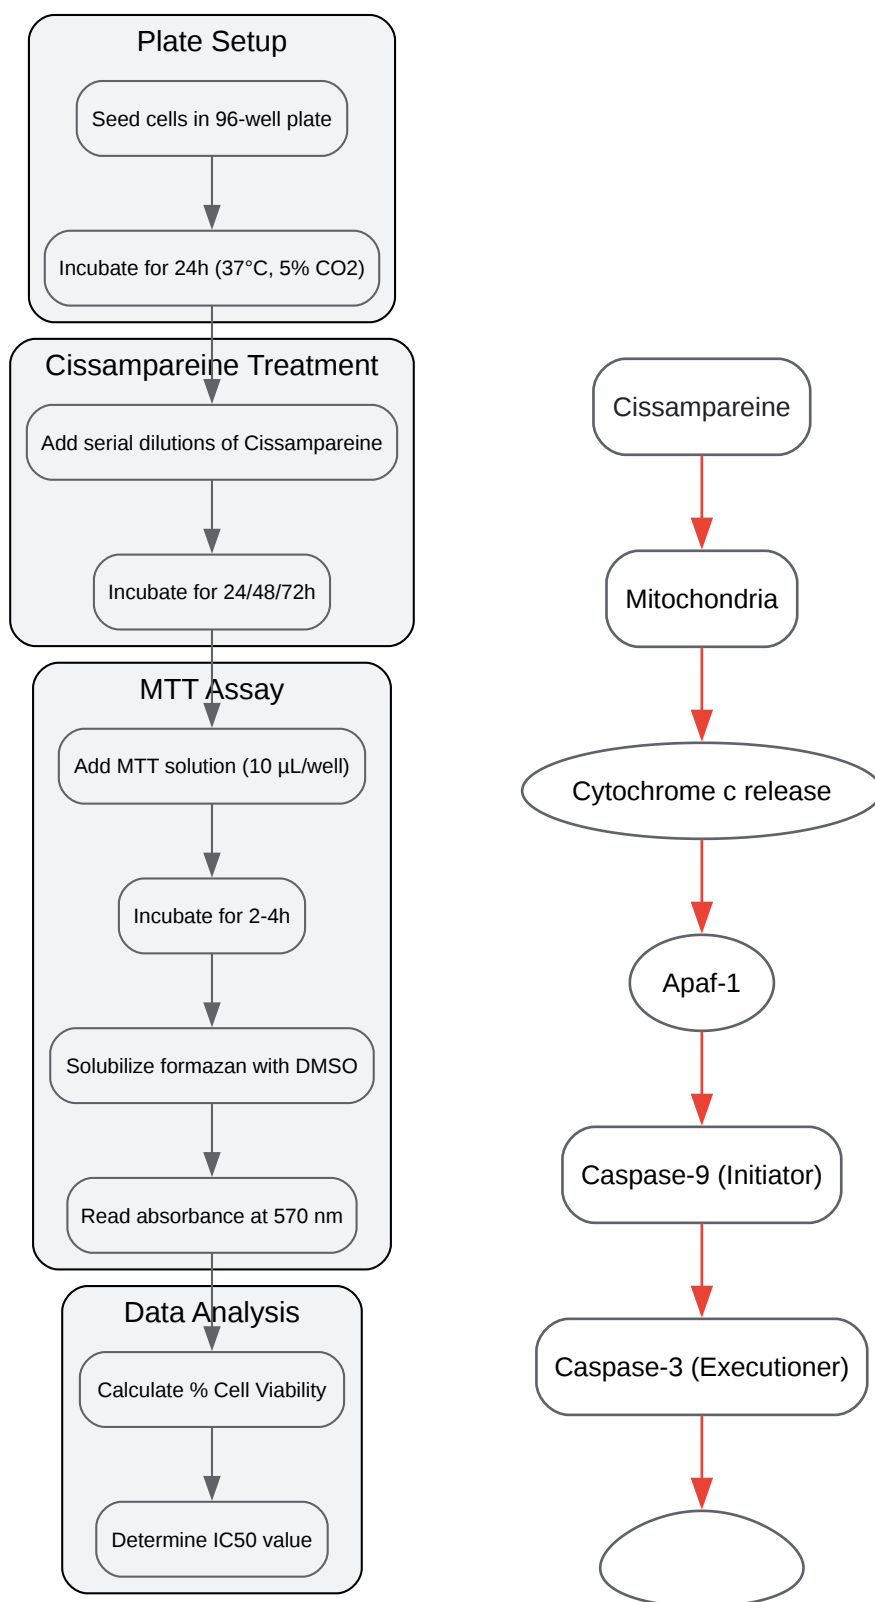 Plate Setup
Seed cells in 96-well plate
Incubate for 24h (37°C, 5% CO2)
Cissampareine Treatment
Add serial dilutions of Cissampareine
Incubate for 24/48/72h
MTT Assay
Add MTT solution (10 µL/well)
Incubate for 2-4h
Solubilize formazan with DMSO
Read absorbance at 570 nm
Data Analysis
Calculate % Cell Viability
Determine IC50 value
Cissampareine
Mitochondria
Cytochrome c release
Apaf-1
Caspase-9 (Initiator)
Caspase-3 (Executioner)